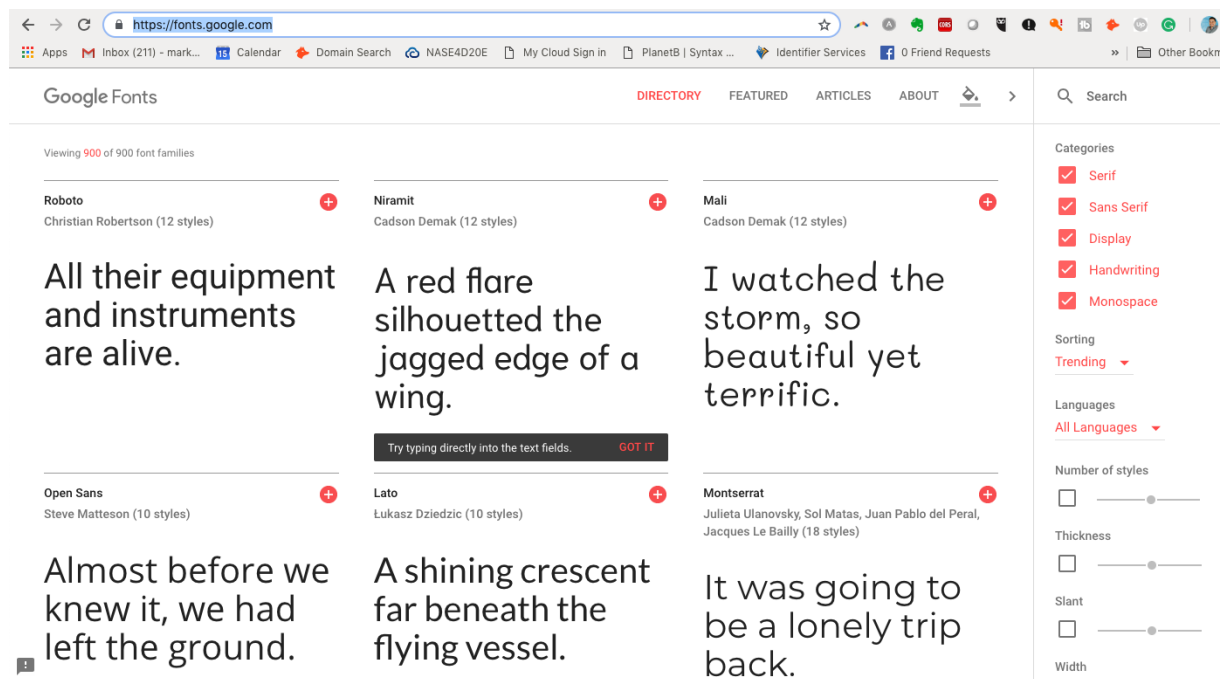 https://fonts.google.com
Apps
Inbox (211) - mark...
15
Calendar
Domain Search
NASE4D20E
My Cloud Sign in
PlanetB | Syntax ...
Identifier Services
0 Friend Requests
»
Other Bookm
Google Fonts
DIRECTORY
FEATURED
ARTICLES
ABOUT
Search
Viewing 900 of 900 font families
Roboto
Christian Robertson (12 styles)
All their equipment
and instruments
are alive.
Niramit
Cadson Demak (12 styles)
A red flare
silhouetted the
jagged edge of a
wing.
Try typing directly into the text fields.
GOT IT
Mali
Cadson Demak (12 styles)
I watched the
storm, so
beautiful yet
terrific.
Open Sans
Steve Matteson (10 styles)
Almost before we
knew it, we had
left the ground.
Lato
Łukasz Dziedzic (10 styles)
A shining crescent
far beneath the
flying vessel.
Montserrat
Julieta Ulanovsky, Sol Matas, Juan Pablo del Peral,
Jacques Le Bailly (18 styles)
It was going to
be a lonely trip
back.
Categories
Serif
Sans Serif
Display
Handwriting
Monospace
Sorting
Trending
Languages
All Languages
Number of styles
Thickness
Slant
Width